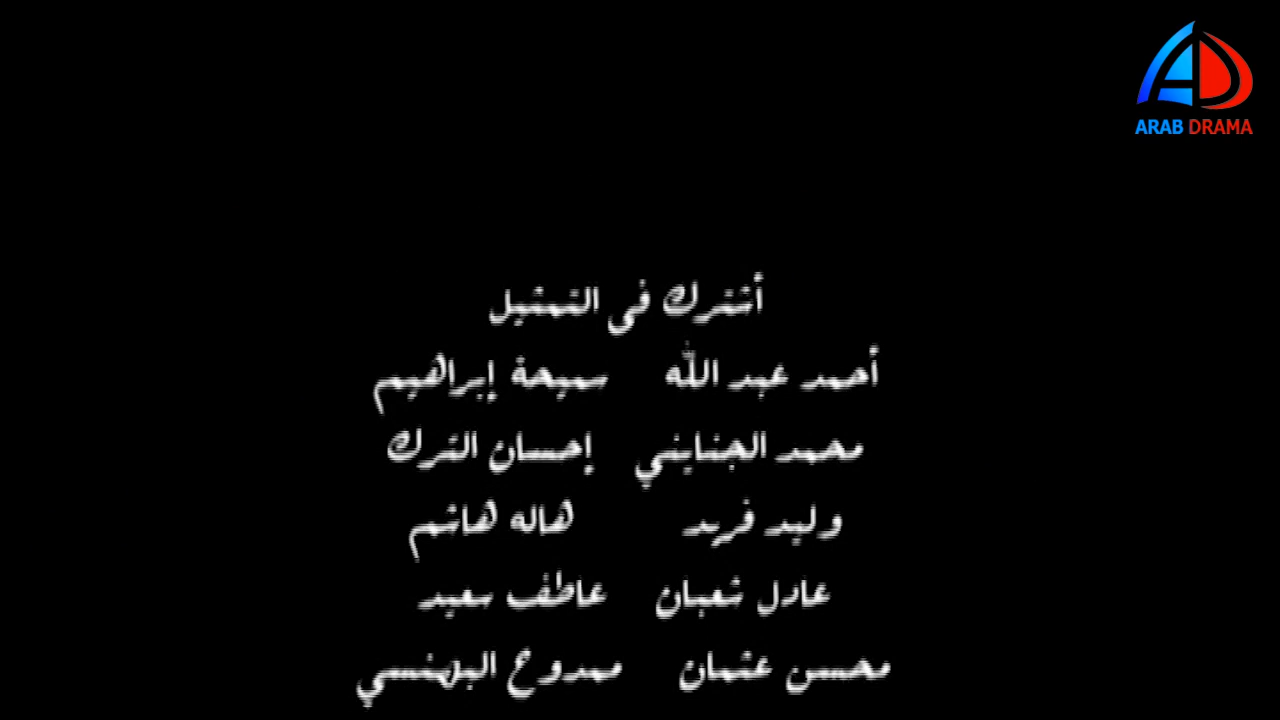 ARAB DRAMA
أشترك فى التمثيل
أحمد عبد الله سميحة إبراهيم
محمد الجنايني إحسان الترك
وليد فريد هاله هاشم
عادل شعبان عاطف سعيد
محسن عثمان ممدوح البهنسي